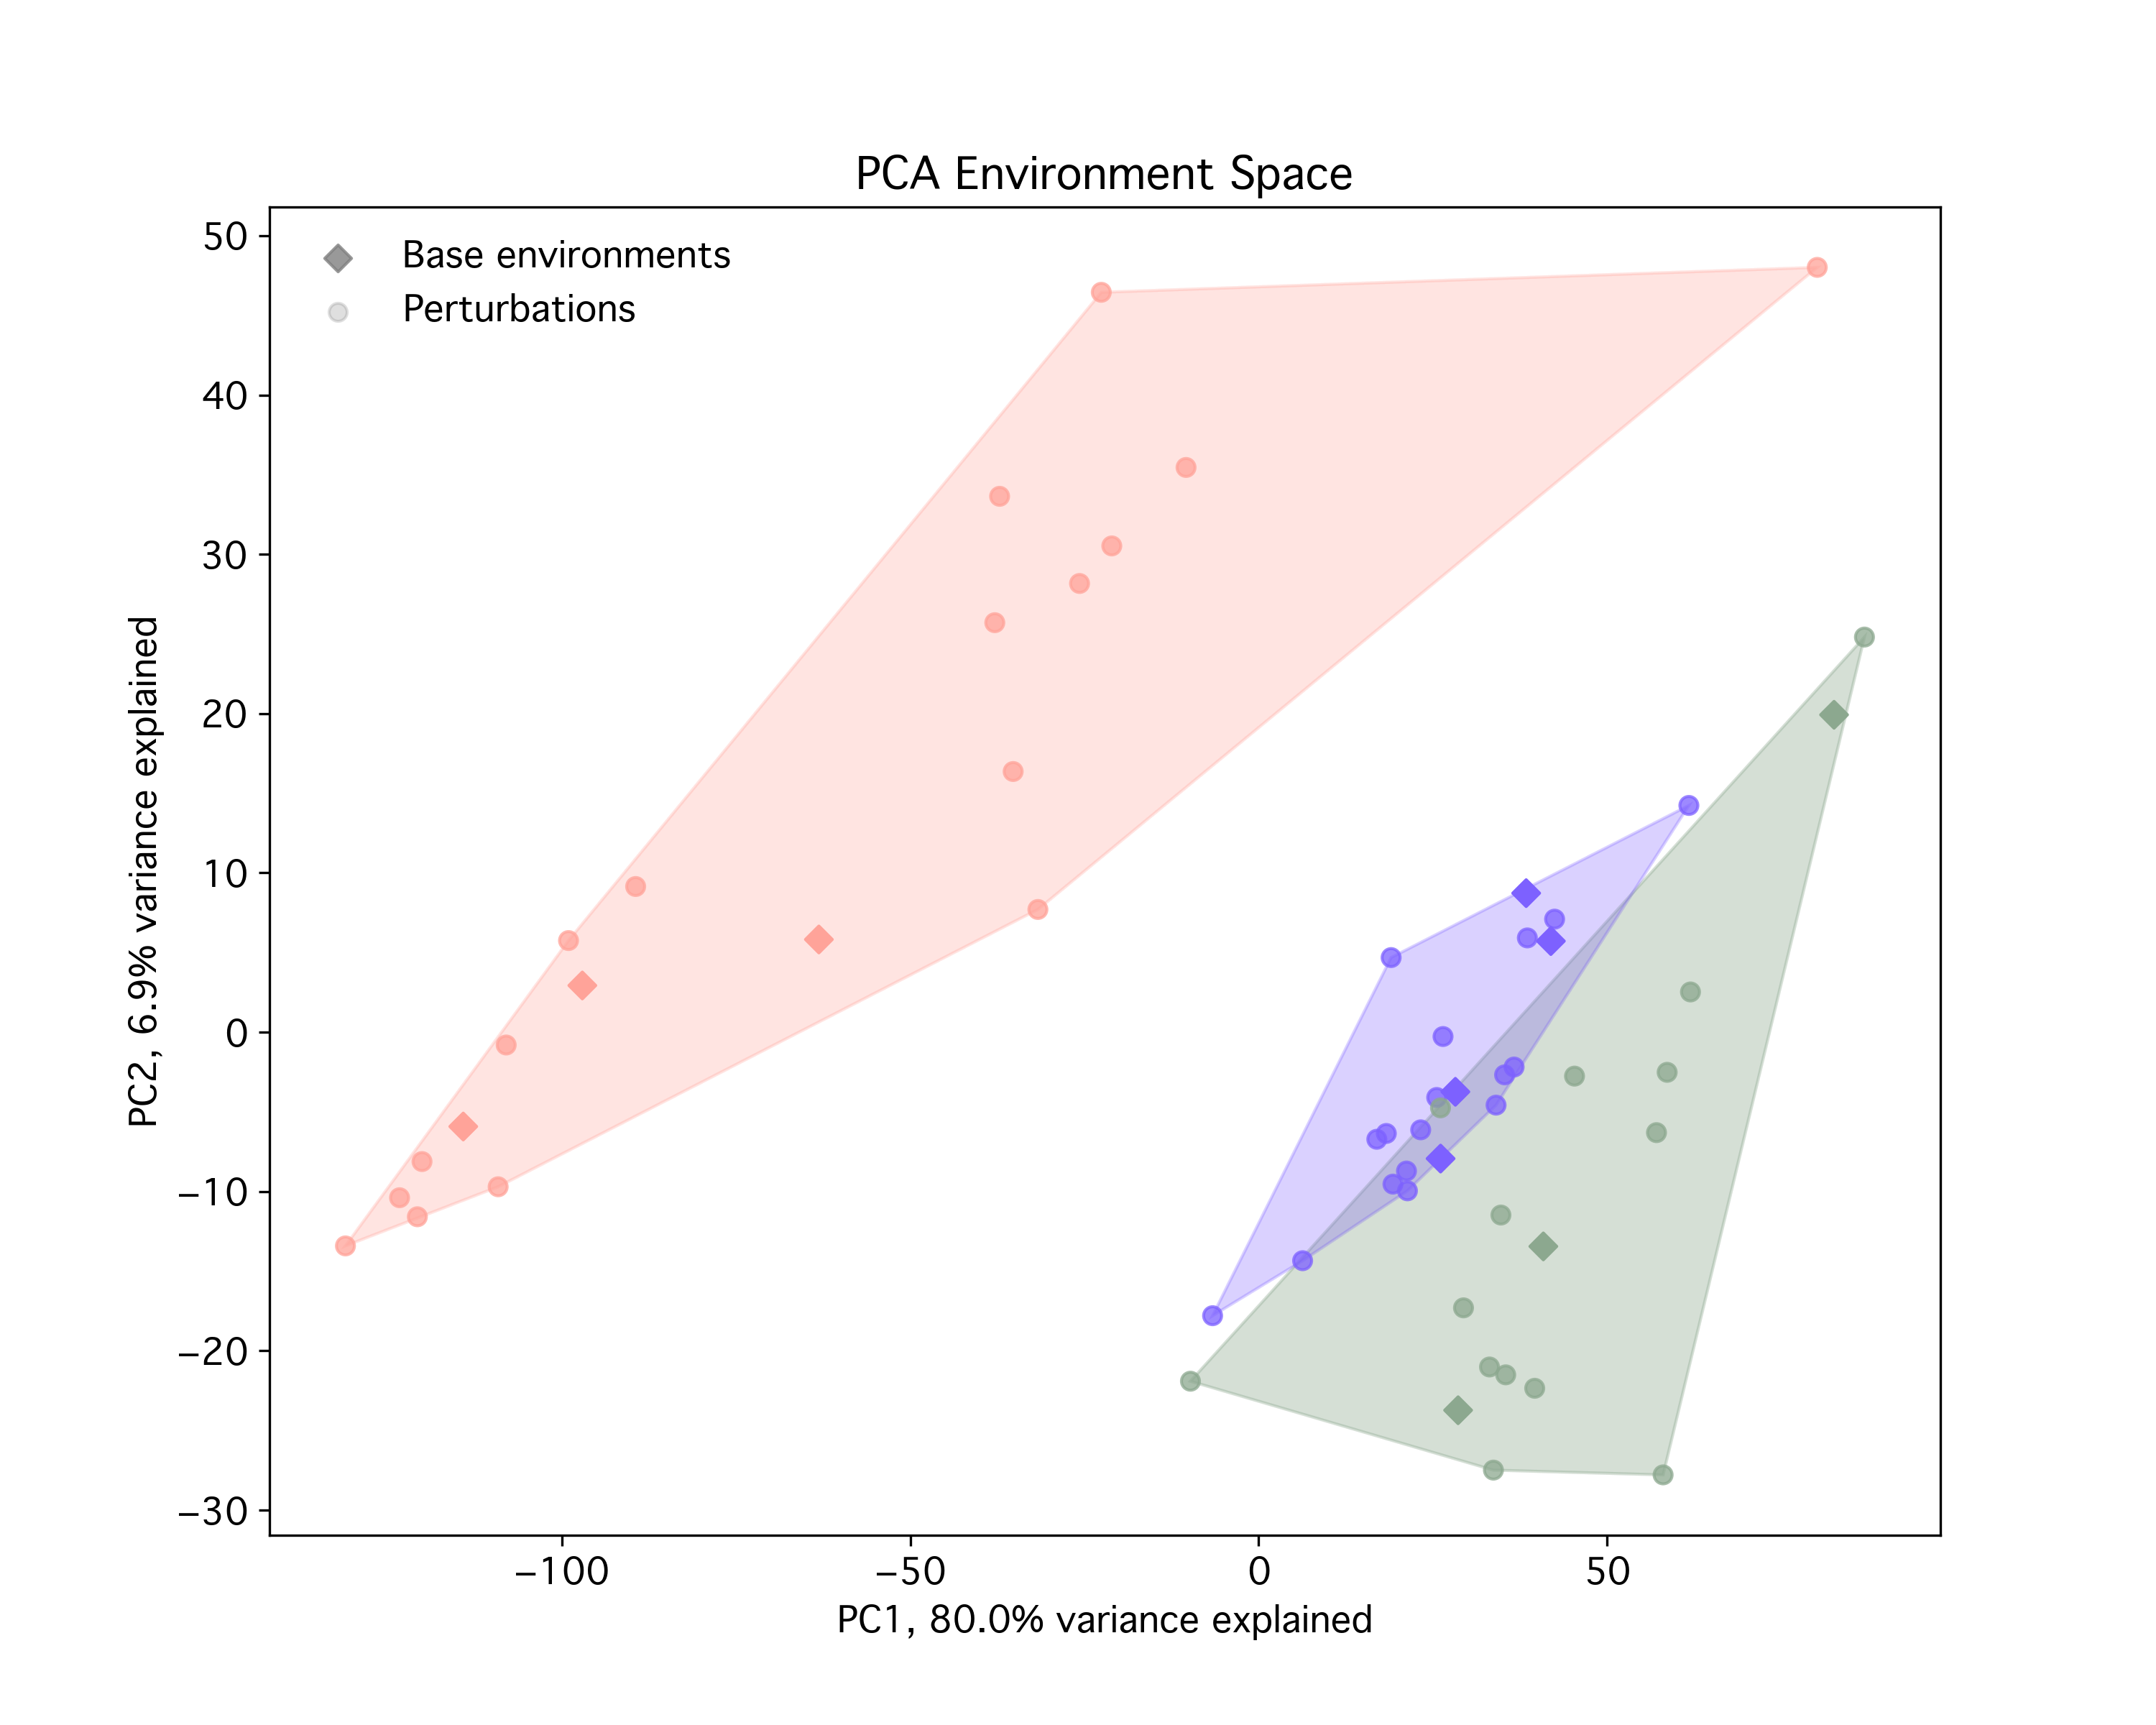 PCA Environment Space
Base environments
Perturbations
50
40
30
20
10
0
−10
−20
−30
PC2, 6.9% variance explained
−100
−50
0
50
PC1, 80.0% variance explained